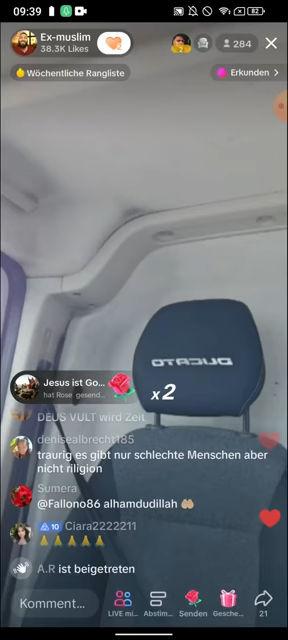 09:39
82
Ex-muslim
38.3K Likes
284
Wöchentliche Rangliste
Erkunden >
DUCATO
Jesus ist Go...
hat Rose gesend...
x2
DEUS VULT wird Zeit
denisealbrecht185
traurig es gibt nur schlechte Menschen aber
nicht riligion
Sumera
@Fallono86 alhamdudillah 🤲🏼
10 Ciara2222211
🙏🙏🙏🙏🙏
A.R ist beigetreten
Komment...
LIVE mi...
Abstim...
Senden
Gesche...
21